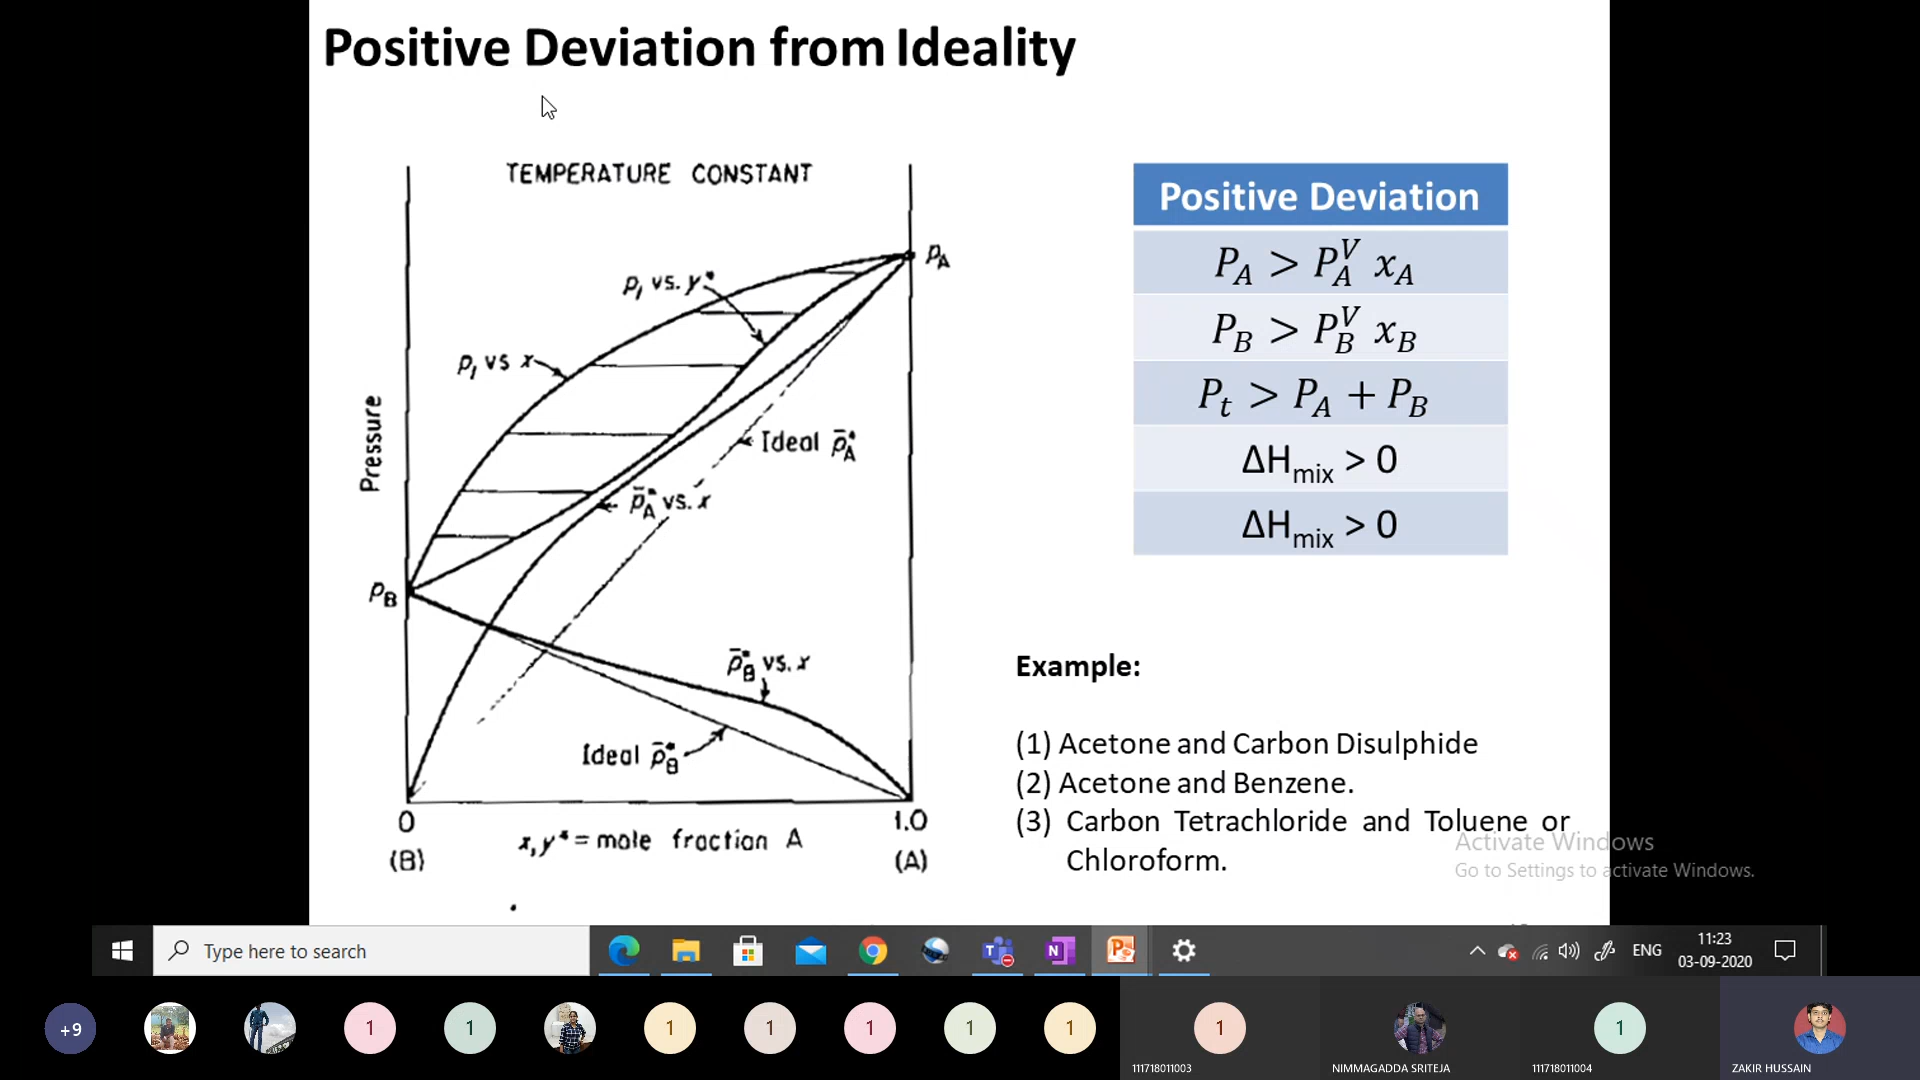 Positive Deviation from Ideality
TEMPERATURE CONSTANT
Pressure
p_A
p_t vs. y*
p_t vs x
Ideal p̄*_A
p̄*_A vs. x
p_B
p̄*_B vs. x
Ideal p̄*_B
0
1.0
x, y* = mole fraction A
(B)
(A)
Positive Deviation
P_A > P_A^V x_A
P_B > P_B^V x_B
P_t > P_A + P_B
ΔH_mix > 0
ΔH_mix > 0
Example:
(1) Acetone and Carbon Disulphide
(2) Acetone and Benzene.
(3) Carbon Tetrachloride and Toluene or
Chloroform.
Activate Windows
Go to Settings to activate Windows.
Type here to search
ENG
11:23
03-09-2020
+9
1
1
1
1
1
1
1
1
1
111718011003
NIMMAGADDA SRITEJA
111718011004
ZAKIR HUSSAIN